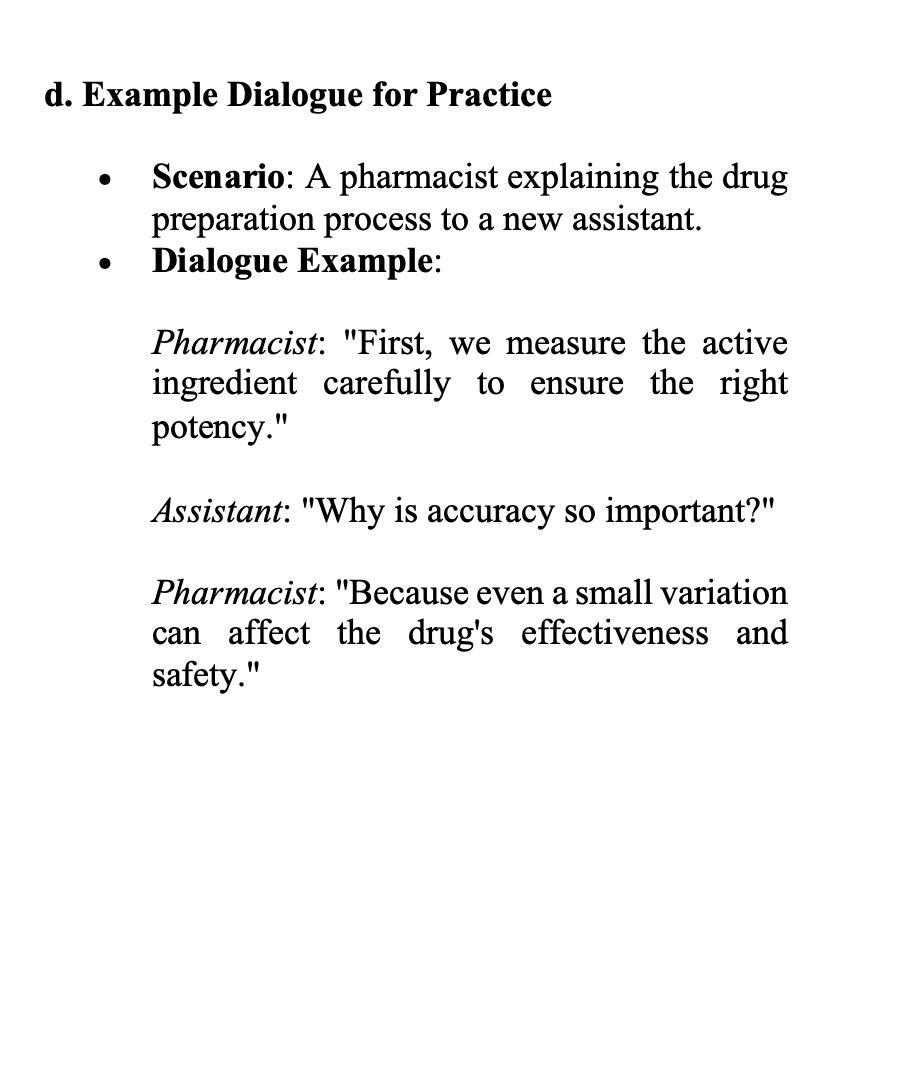 d. Example Dialogue for Practice
• Scenario: A pharmacist explaining the drug
preparation process to a new assistant.
• Dialogue Example:
Pharmacist: "First, we measure the active
ingredient carefully to ensure the right
potency."
Assistant: "Why is accuracy so important?"
Pharmacist: "Because even a small variation
can affect the drug's effectiveness and
safety."